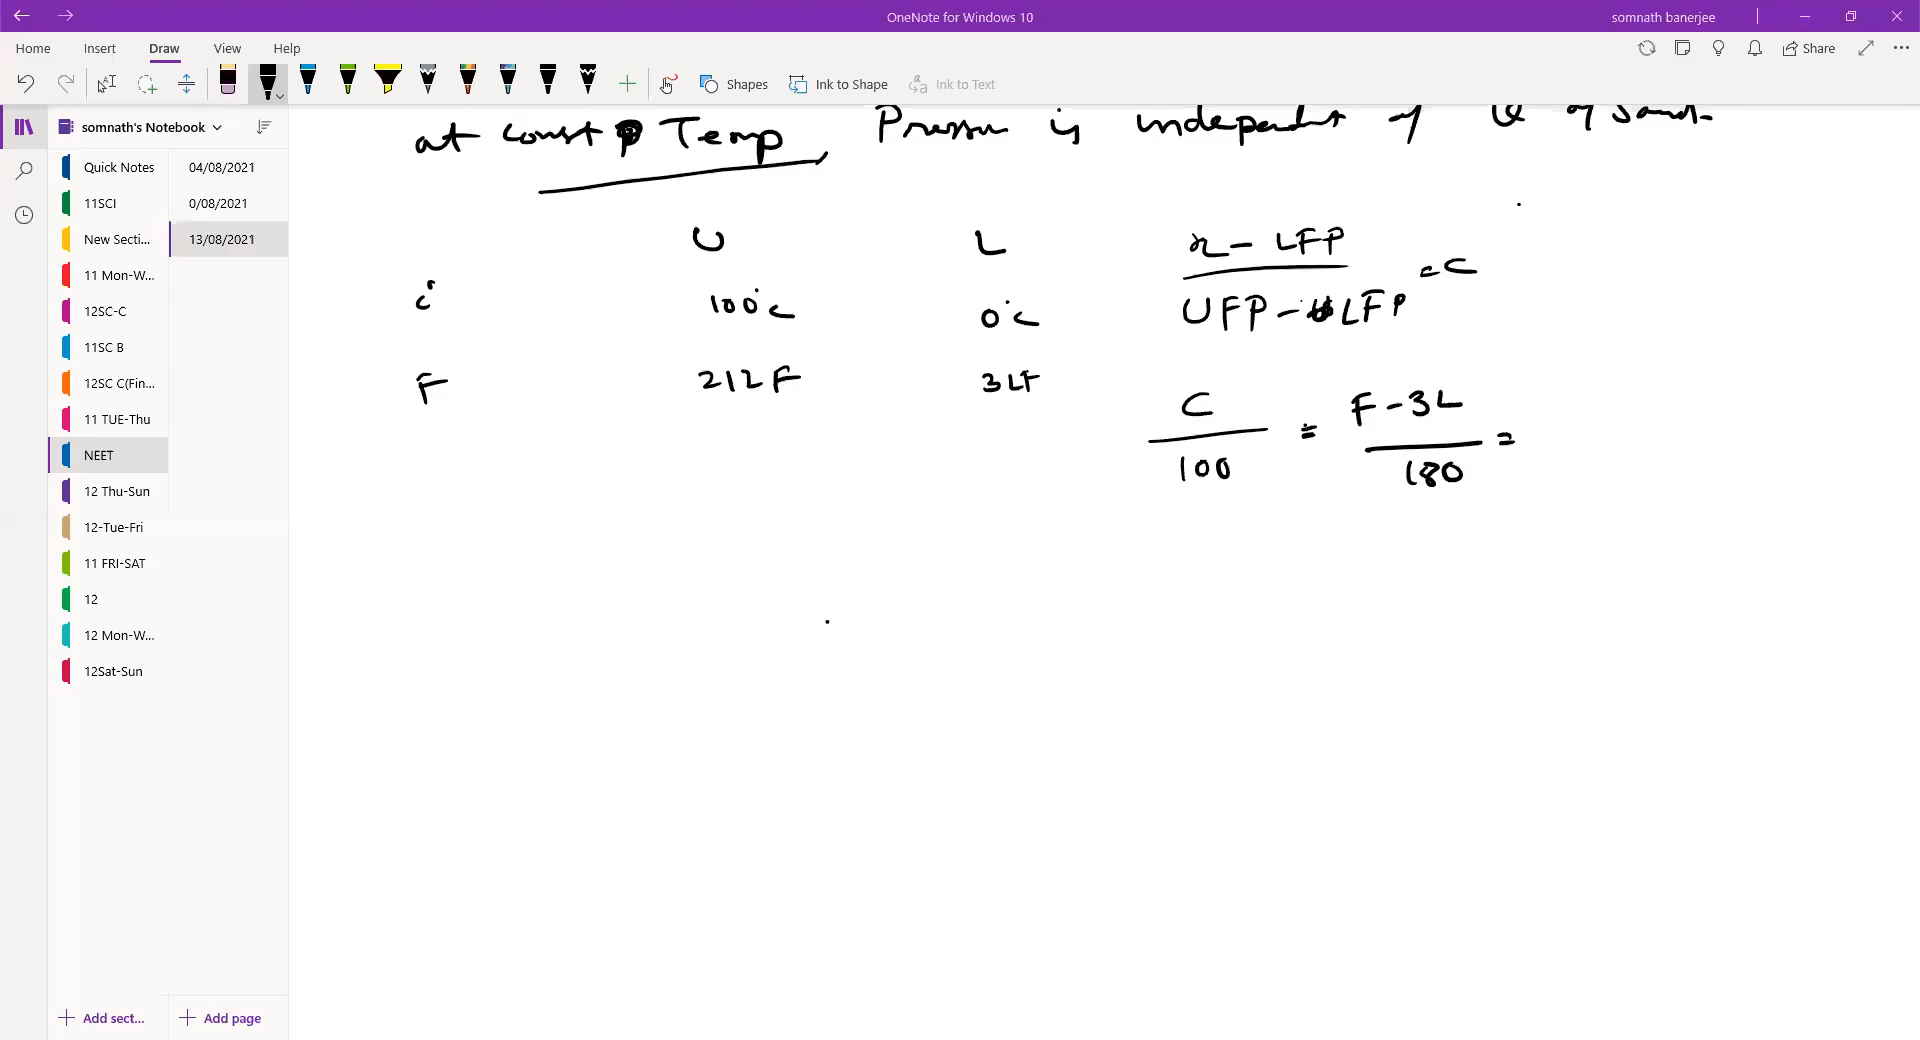 OneNote for Windows 10
somnath banerjee
Home Insert Draw View Help
Share
Shapes
Ink to Shape
Ink to Text
somnath's Notebook
Quick Notes
11SCI
New Secti...
11 Mon-W...
12SC-C
11SC B
12SC C(Fin...
11 TUE-Thu
NEET
12 Thu-Sun
12-Tue-Fri
11 FRI-SAT
12
12 Mon-W...
12Sat-Sun
Add sect...
04/08/2021
0/08/2021
13/08/2021
Add page
at const Temp Pressure is independent of
U L
C° 100°C 0°C
F 212F 32F
x - LFP
= C
UFP - LFP
C F - 32
= =
100 180